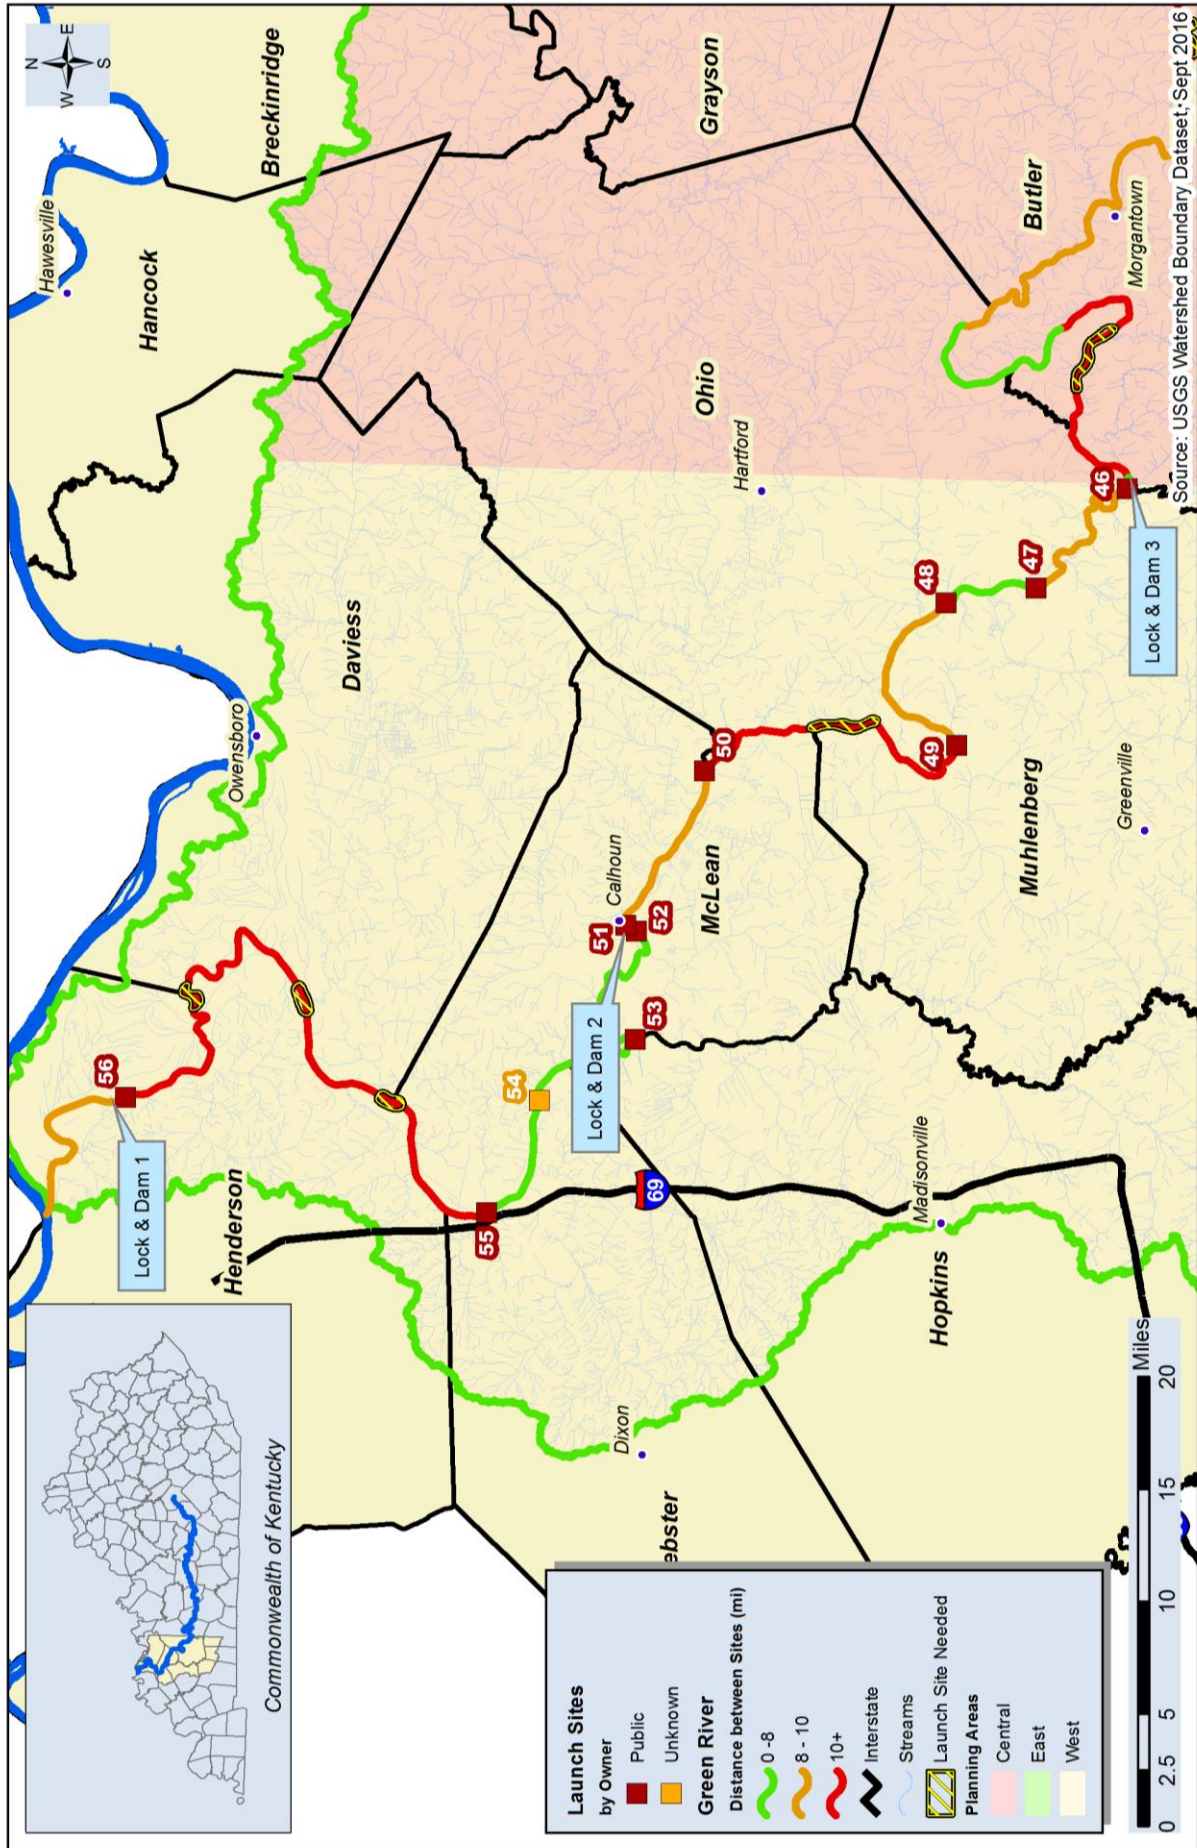 N
W
E
S
Hawesville
Hancock
Breckinridge
Owensboro
Daviess
Grayson
Ohio
Hartford
Butler
Morgantown
56
Lock & Dam 1
Henderson
55
54
53
51
52
Calhoun
Lock & Dam 2
50
McLean
69
49
48
47
46
Lock & Dam 3
Muhlenberg
Greenville
Madisonville
Hopkins
Dixon
ebster
Commonwealth of Kentucky
Launch Sites
by Owner
Public
Unknown
Green River
Distance between Sites (mi)
0 -8
8 - 10
10+
Interstate
Streams
Launch Site Needed
Planning Areas
Central
East
West
0 2.5 5 10 15 20
Miles
Source: USGS Watershed Boundary Dataset; Sept 2016